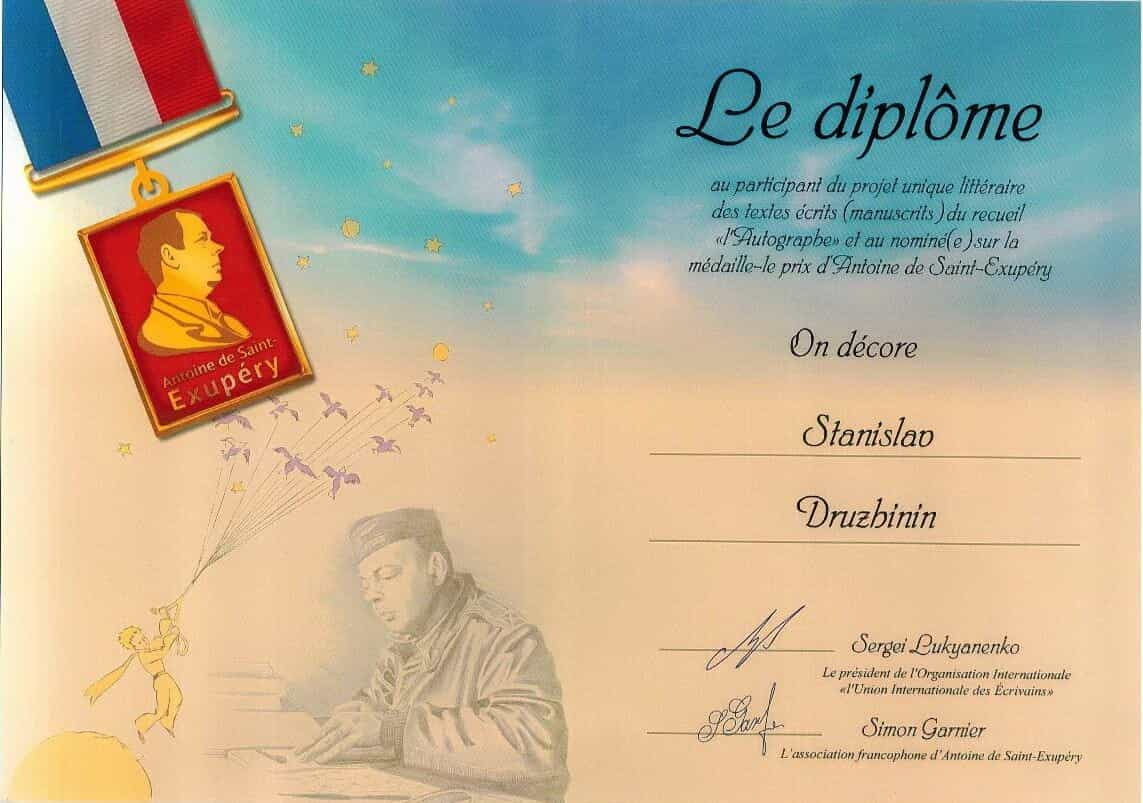 Antoine de Saint-
Exupéry
Le diplôme
au participant du projet unique littéraire
des textes écrits (manuscrits) du recueil
«l'Autographe» et au nominé(e) sur la
médaille-le prix d'Antoine de Saint-Exupéry
On décore
Stanislav
Druzhinin
Sergei Lukyanenko
Le président de l'Organisation Internationale
«l'Union Internationale des Écrivains»
Simon Garnier
L'association francophone d'Antoine de Saint-Exupéry